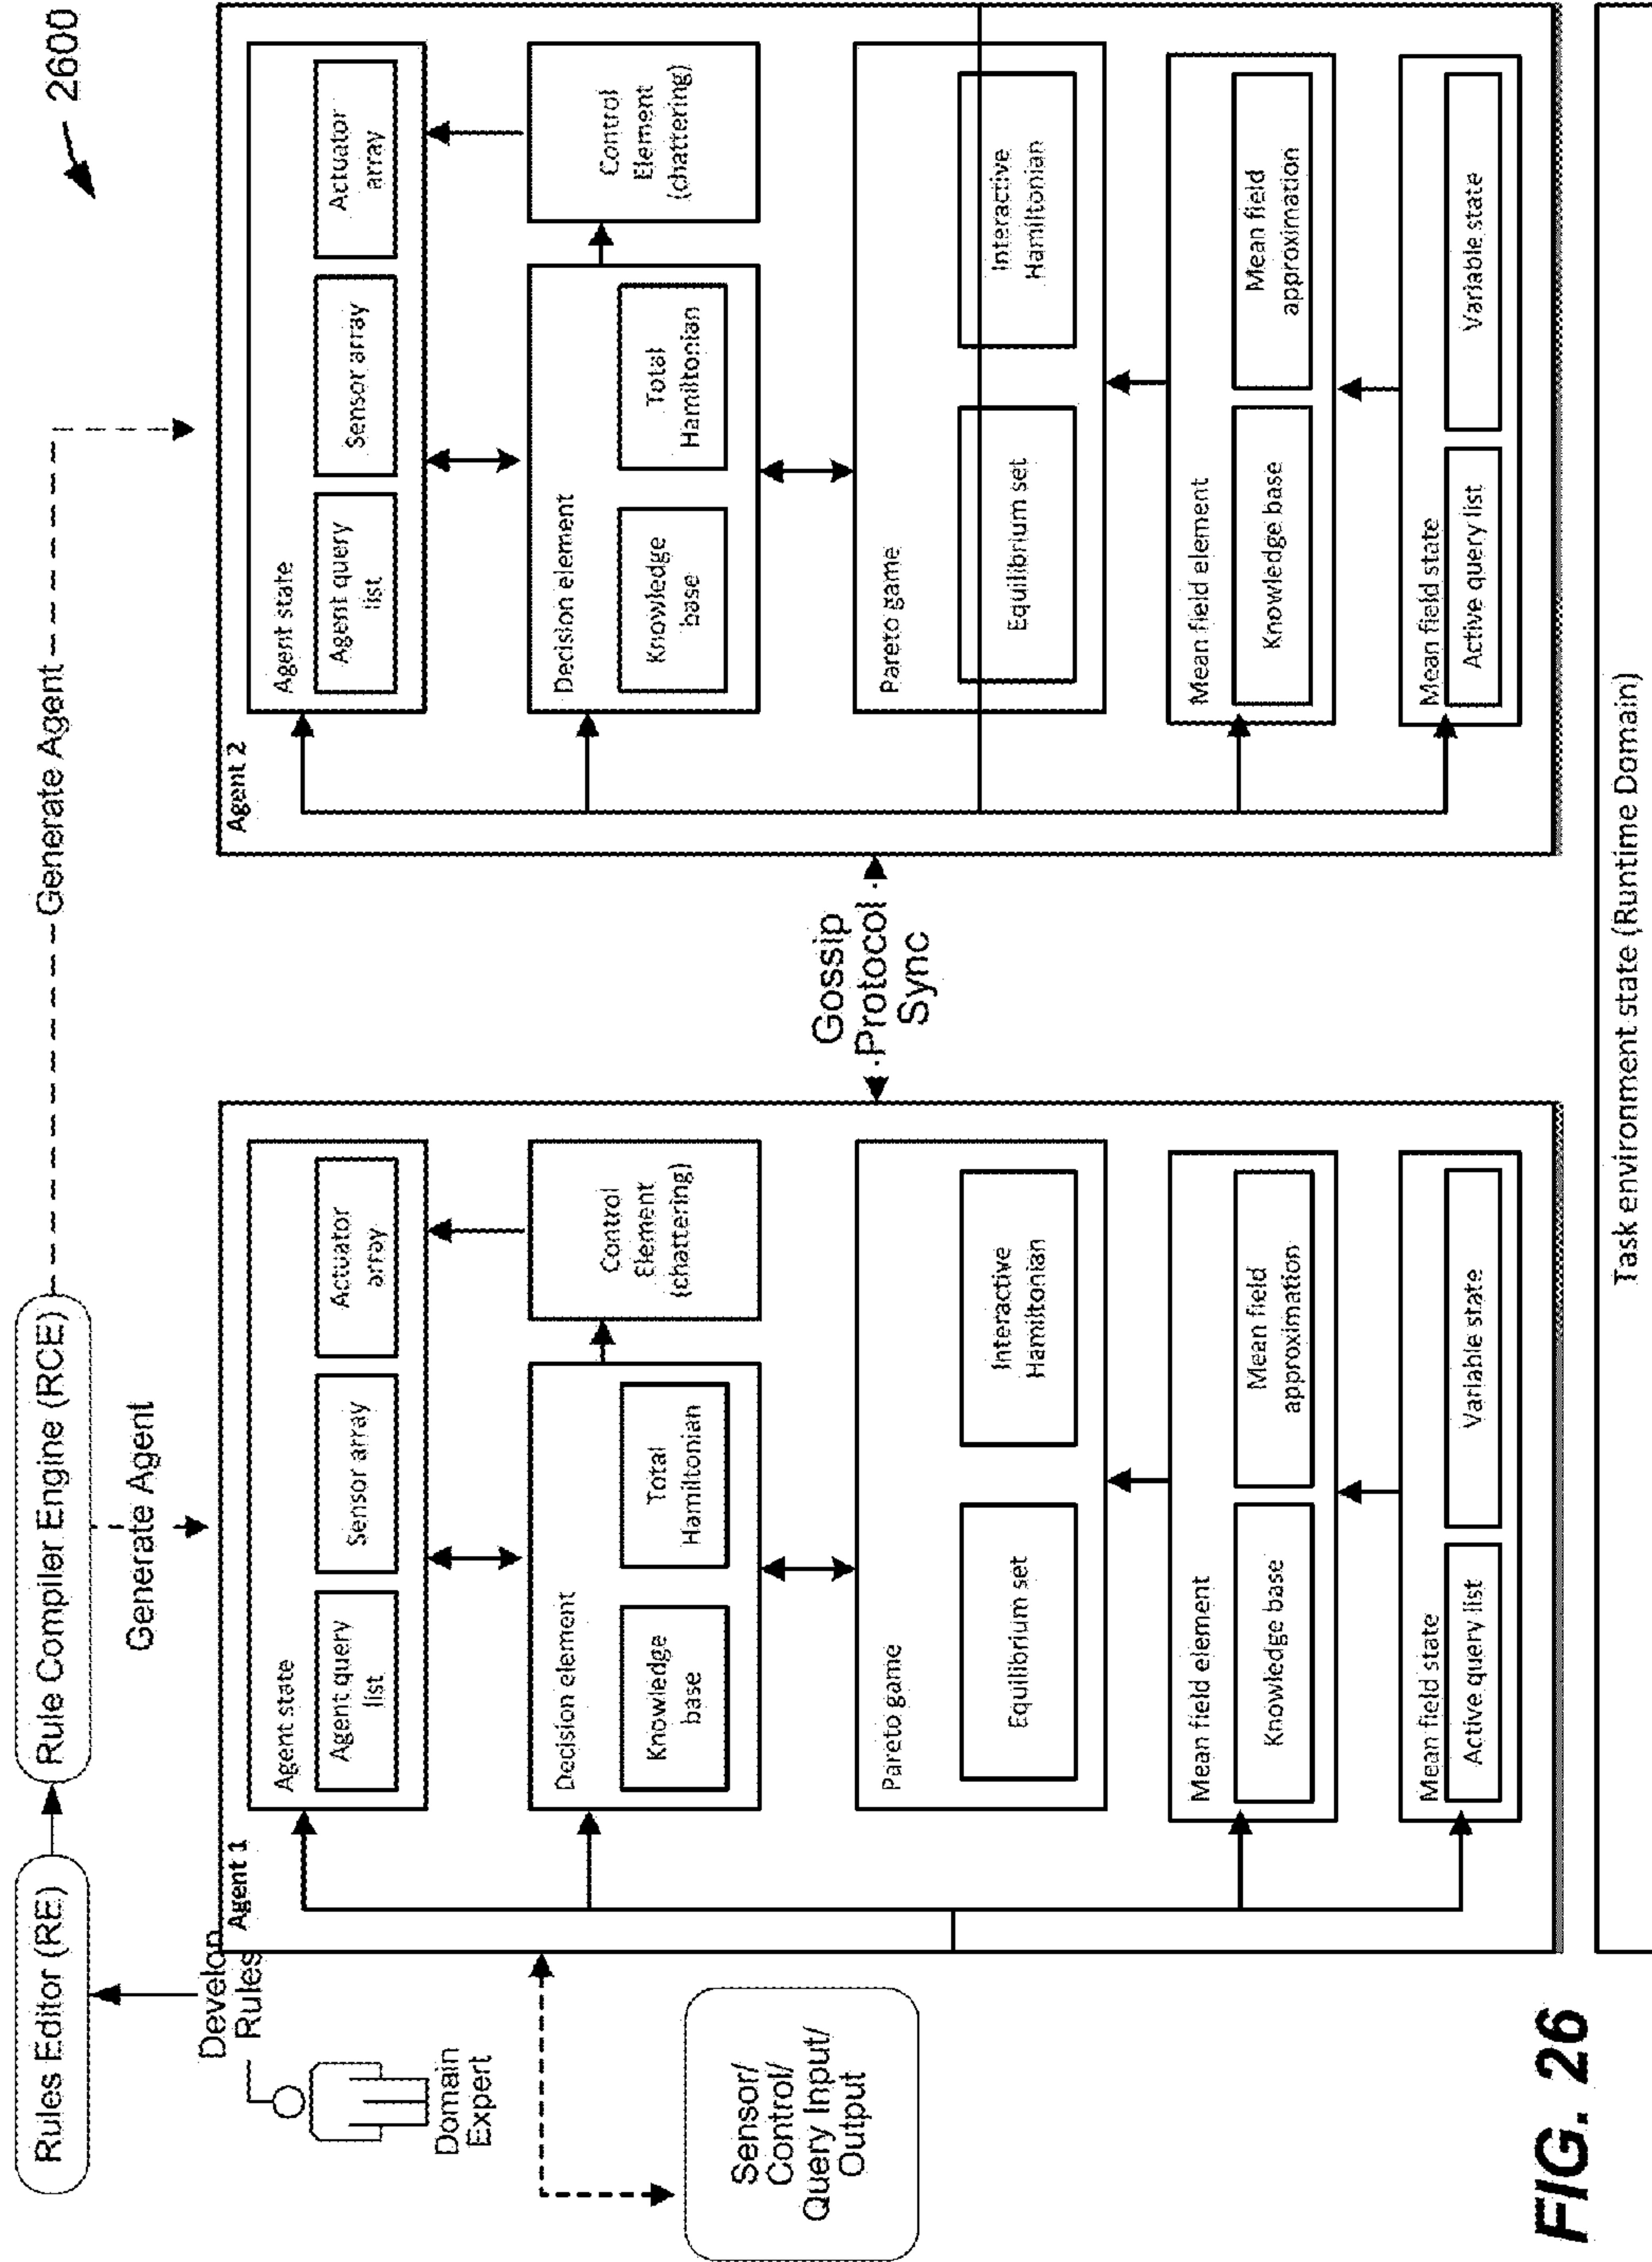 2600
Rules Editor (RE)
Rule Compiler Engine (RCE)
Generate Agent
Generate Agent
Develop
Rules
Domain
Expert
Sensor/
Control/
Query Input/
Output
Agent 1
Agent state
Agent query
list
Sensor array
Actuator
array
Decision element
Knowledge
base
Total
Hamiltonian
Control
Element
(chattering)
Pareto game
Equilibrium set
Interactive
Hamiltonian
Mean field element
Knowledge base
Mean field
approximation
Mean field state
Active query list
Variable state
Gossip
Protocol
Sync
Agent 2
Agent state
Agent query
list
Sensor array
Actuator
array
Decision element
Knowledge
base
Total
Hamiltonian
Control
Element
(chattering)
Pareto game
Equilibrium set
Interactive
Hamiltonian
Mean field element
Knowledge base
Mean field
approximation
Mean field state
Active query list
Variable state
Task environment state (Runtime Domain)
FIG. 26